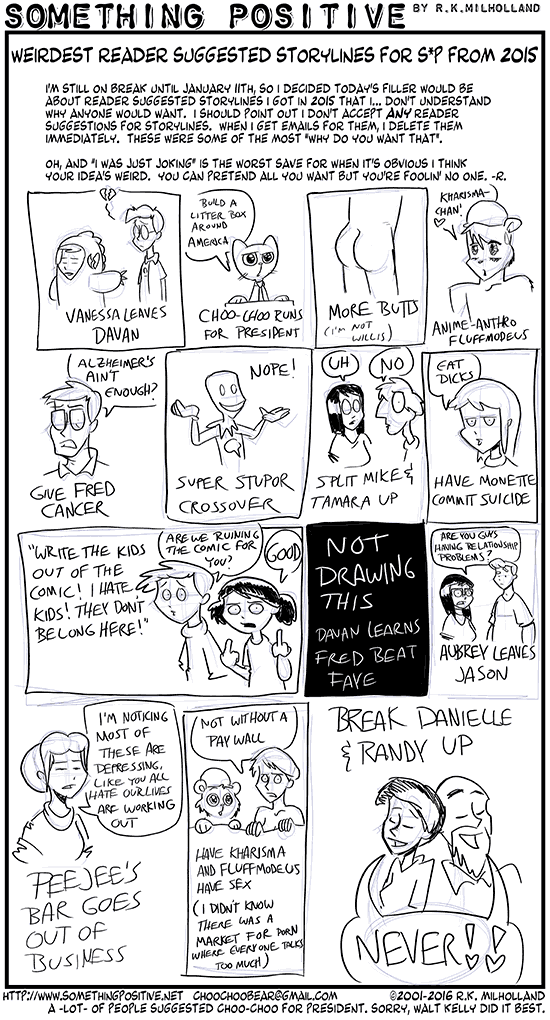 SOMETHING POSITIVE BY R.K.MILHOLLAND
WEIRDEST READER SUGGESTED STORYLINES FOR S*P FROM 2015
I'M STILL ON BREAK UNTIL JANUARY 11TH, SO I DECIDED TODAY'S FILLER WOULD
BE ABOUT READER SUGGESTED STORYLINES I GOT IN 2015 THAT I... DON'T UNDERSTAND
WHY ANYONE WOULD WANT. I SHOULD POINT OUT I DON'T ACCEPT ANY READER
SUGGESTIONS FOR STORYLINES. WHEN I GET EMAILS FOR THEM, I DELETE THEM
IMMEDIATELY. THESE WERE SOME OF THE MOST "WHY DO YOU WANT THAT".
OH, AND "I WAS JUST JOKING" IS THE WORST SAVE FOR WHEN IT'S OBVIOUS I THINK
YOUR IDEA'S WEIRD. YOU CAN PRETEND ALL YOU WANT BUT YOU'RE FOOLIN' NO ONE. -R.
VANESSA LEAVES
DAVAN
BUILD A
LITTER BOX
AROUND
AMERICA
CHOO-CHOO RUNS
FOR PRESIDENT
MORE BUTTS
(I'M NOT
WILLIS)
KHARISMA-
CHAN!
ANIME-ANTHRO
FLUFFMODEUS
ALZHEIMER'S
AIN'T
ENOUGH?
GIVE FRED
CANCER
NOPE!
SUPER STUPOR
CROSSOVER
UH
NO
SPLIT MIKE &
TAMARA UP
EAT
DICKS
HAVE MONETTE
COMMIT SUICIDE
"WRITE THE KIDS
OUT OF THE
COMIC! I HATE
KIDS! THEY DON'T
BELONG HERE!"
ARE WE RUINING
THE COMIC FOR
YOU?
GOOD
NOT
DRAWING
THIS
DAVAN LEARNS
FRED BEAT
FAYE
ARE YOU GUYS
HAVING RELATIONSHIP
PROBLEMS?
AUBREY LEAVES
JASON
I'M NOTICING
MOST OF
THESE ARE
DEPRESSING.
LIKE YOU ALL
HATE OUR LIVES
ARE WORKING
OUT
PEEJEE'S
BAR GOES
OUT OF
BUSINESS
NOT WITHOUT A
PAY WALL
HAVE KHARISMA
AND FLUFFMODEUS
HAVE SEX
(I DIDN'T KNOW
THERE WAS A
MARKET FOR PORN
WHERE EVERYONE TALKS
TOO MUCH)
BREAK DANIELLE
& RANDY UP
NEVER!!
HTTP://WWW.SOMETHINGPOSITIVE.NET CHOOCHOOBEAR@GMAIL.COM ©2001-2016 R.K. MILHOLLAND
A -LOT- OF PEOPLE SUGGESTED CHOO-CHOO FOR PRESIDENT. SORRY, WALT KELLY DID IT BEST.